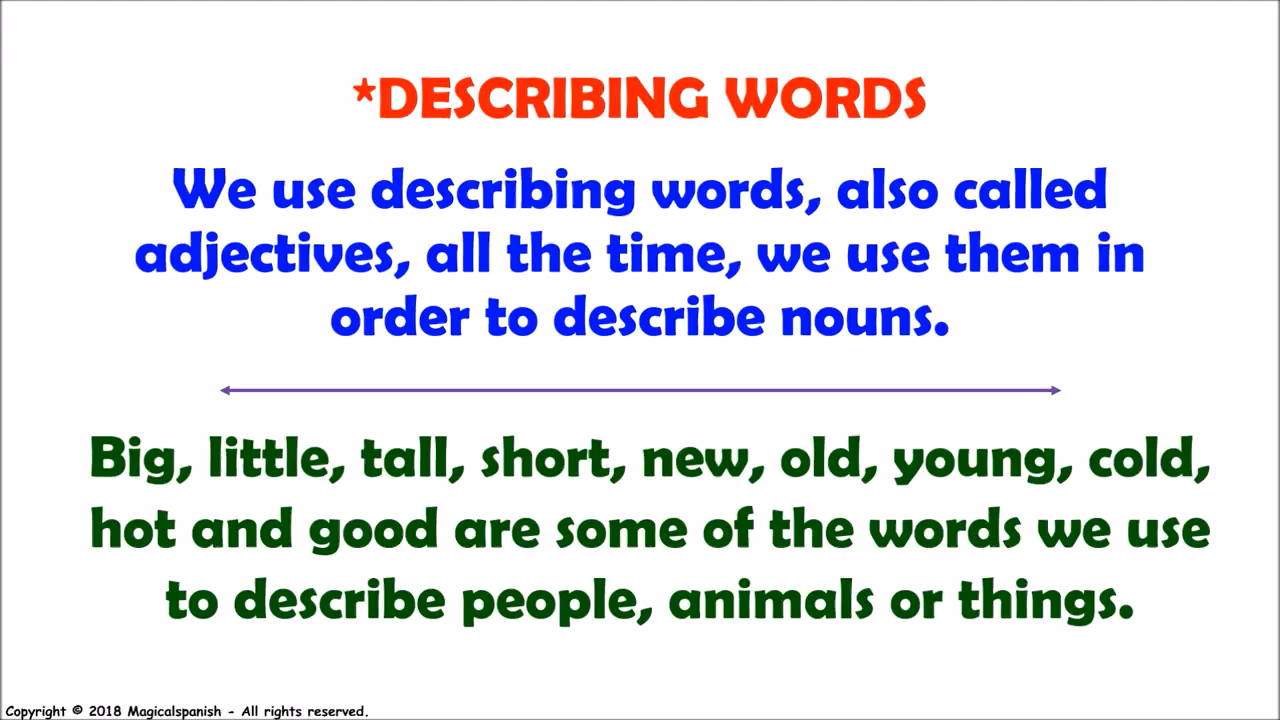 *DESCRIBING WORDS
We use describing words, also called
adjectives, all the time, we use them in
order to describe nouns.
Big, little, tall, short, new, old, young, cold,
hot and good are some of the words we use
to describe people, animals or things.
Copyright © 2018 Magicalspanish - All rights reserved.